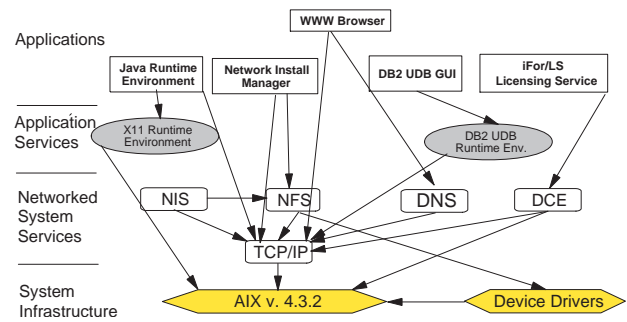 WWW Browser
Applications
Java Runtime
Environment
Network Install
Manager
DB2 UDB GUI
iFor/LS
Licensing Service
Application
Services
X11 Runtime
Environment
DB2 UDB
Runtime Env.
Networked
System
Services
NIS
NFS
DNS
DCE
TCP/IP
System
Infrastructure
AIX v. 4.3.2
Device Drivers